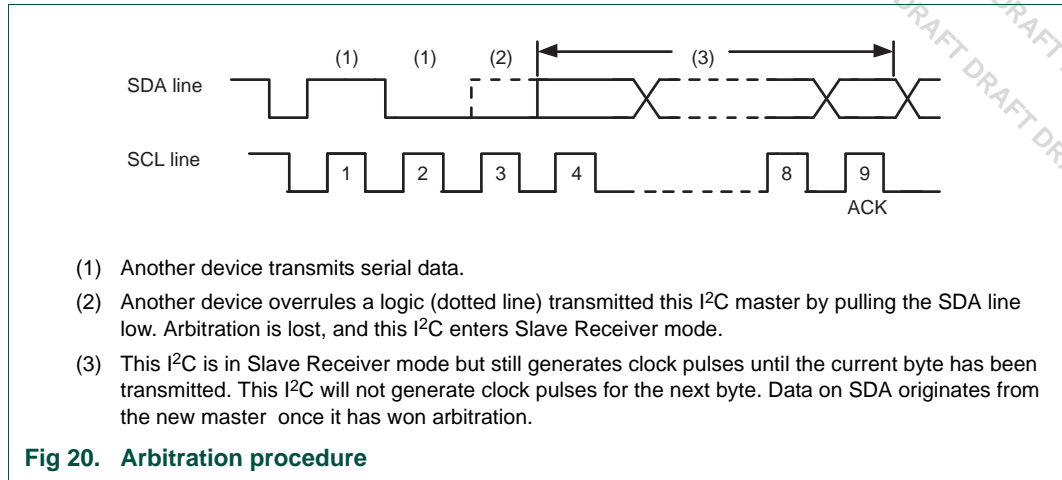 DRAFT DRAFT DR
DRAFT
(1) (1) (2) (3)
SDA line
SCL line
1 2 3 4 8 9
ACK
(1) Another device transmits serial data.
(2) Another device overrules a logic (dotted line) transmitted this I2C master by pulling the SDA line
low. Arbitration is lost, and this I2C enters Slave Receiver mode.
(3) This I2C is in Slave Receiver mode but still generates clock pulses until the current byte has been
transmitted. This I2C will not generate clock pulses for the next byte. Data on SDA originates from
the new master once it has won arbitration.
Fig 20. Arbitration procedure